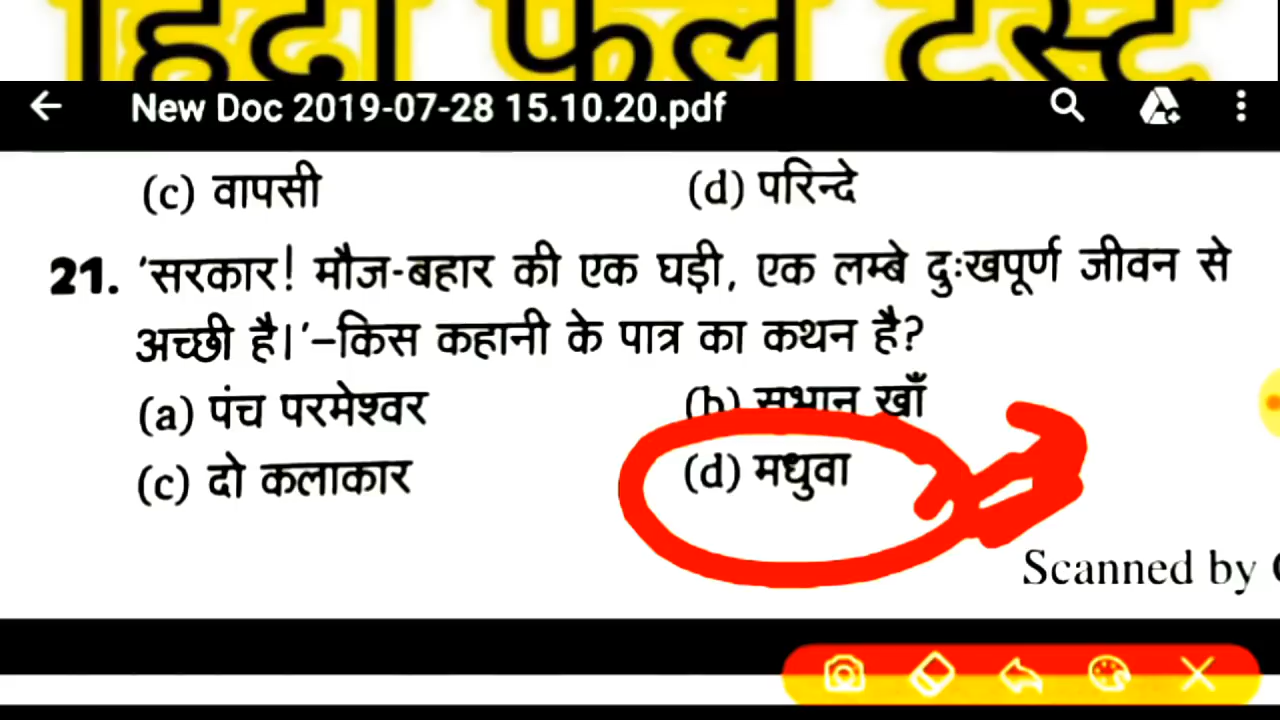 हिंदी फुल टेस्ट
New Doc 2019-07-28 15.10.20.pdf
(c) वापसी (d) परिन्दे
21. 'सरकार! मौज-बहार की एक घड़ी, एक लम्बे दुःखपूर्ण जीवन से
अच्छी है।'–किस कहानी के पात्र का कथन है?
(a) पंच परमेश्वर (b) सुभान खाँ
(c) दो कलाकार (d) मधुवा
Scanned by